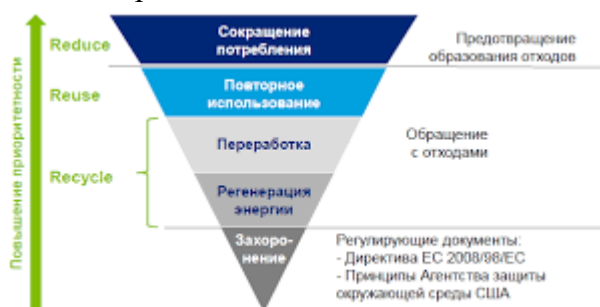 Повышение приоритетности
Reduce
Сокращение
потребления
Предотвращение
образования отходов
Reuse
Повторное
использование
Переработка
Обращение
с отходами
Recycle
Регенерация
энергии
Захоро-
нение
Регулирующие документы:
- Директива ЕС 2008/98/EC
- Принципы Агентства защиты
окружающей среды США